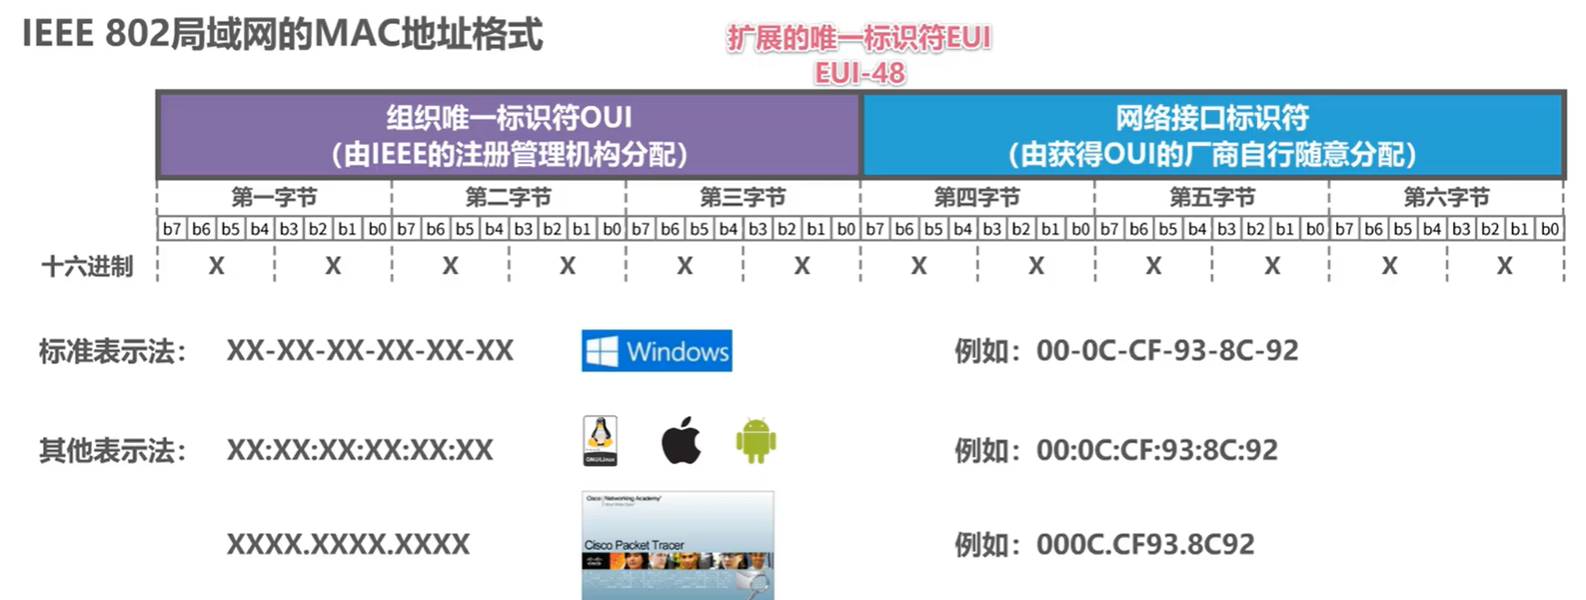 IEEE 802局域网的MAC地址格式
扩展的唯一标识符EUI
EUI-48
组织唯一标识符OUI
（由IEEE的注册管理机构分配）
网络接口标识符
（由获得OUI的厂商自行随意分配）
第一字节 第二字节 第三字节 第四字节 第五字节 第六字节
b7 b6 b5 b4 b3 b2 b1 b0 b7 b6 b5 b4 b3 b2 b1 b0 b7 b6 b5 b4 b3 b2 b1 b0 b7 b6 b5 b4 b3 b2 b1 b0 b7 b6 b5 b4 b3 b2 b1 b0 b7 b6 b5 b4 b3 b2 b1 b0
十六进制 X X X X X X X X X X X X
标准表示法： XX-XX-XX-XX-XX-XX Windows 例如：00-0C-CF-93-8C-92
其他表示法： XX:XX:XX:XX:XX:XX 例如：00:0C:CF:93:8C:92
GNU/Linux
Cisco Networking Academy
Cisco Packet Tracer
XXXX.XXXX.XXXX 例如：000C.CF93.8C92